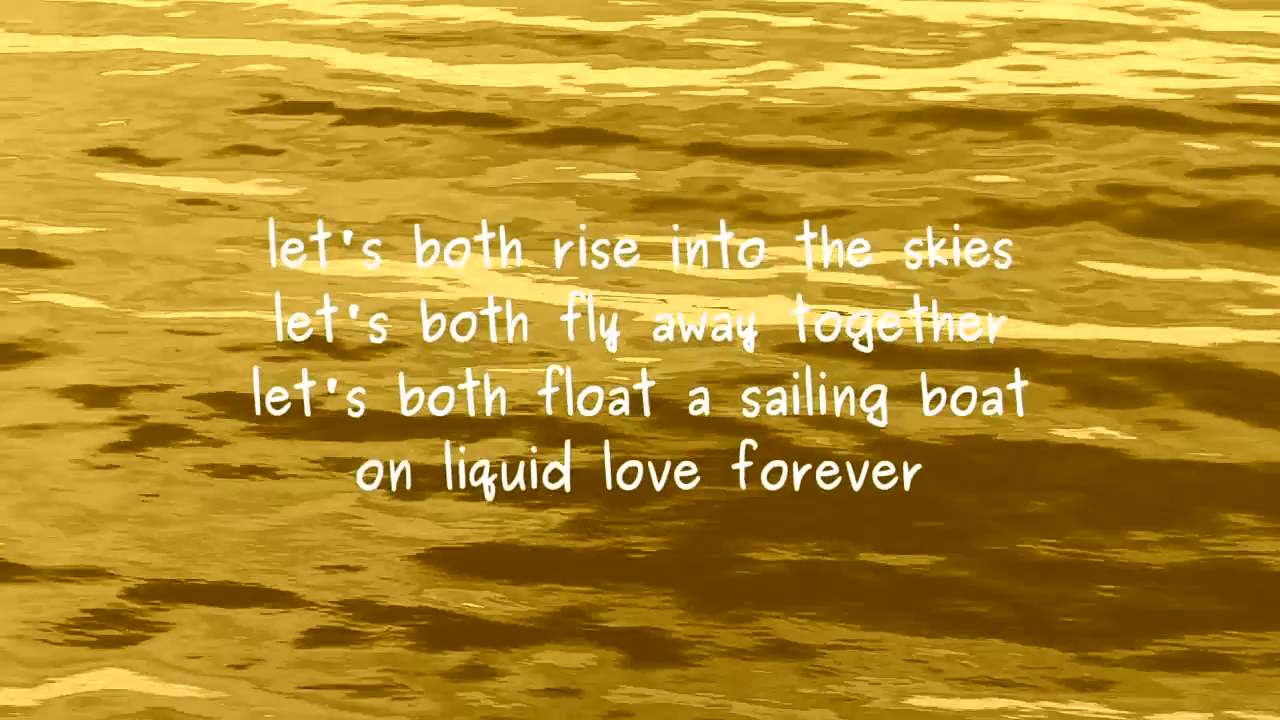 let's both rise into the skies
let's both fly away together
let's both float a sailing boat
on liquid love forever